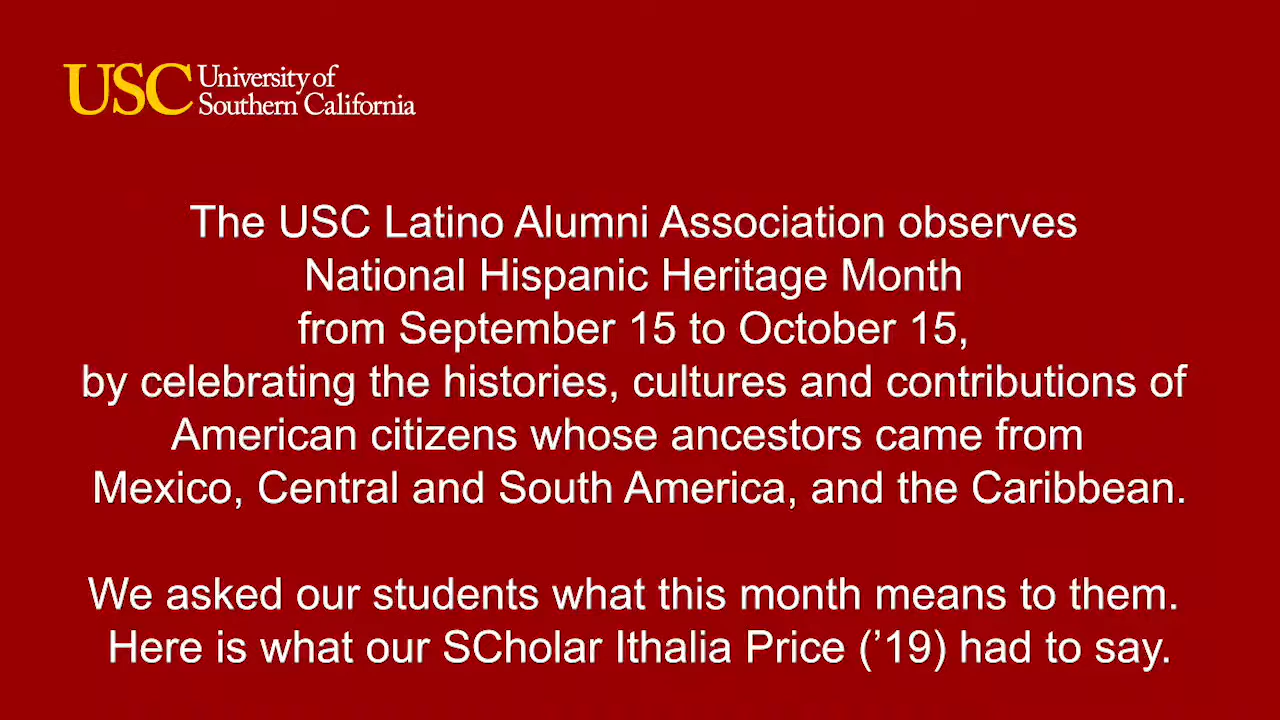 USC University of
Southern California
The USC Latino Alumni Association observes
National Hispanic Heritage Month
from September 15 to October 15,
by celebrating the histories, cultures and contributions of
American citizens whose ancestors came from
Mexico, Central and South America, and the Caribbean.
We asked our students what this month means to them.
Here is what our SCholar Ithalia Price (’19) had to say.